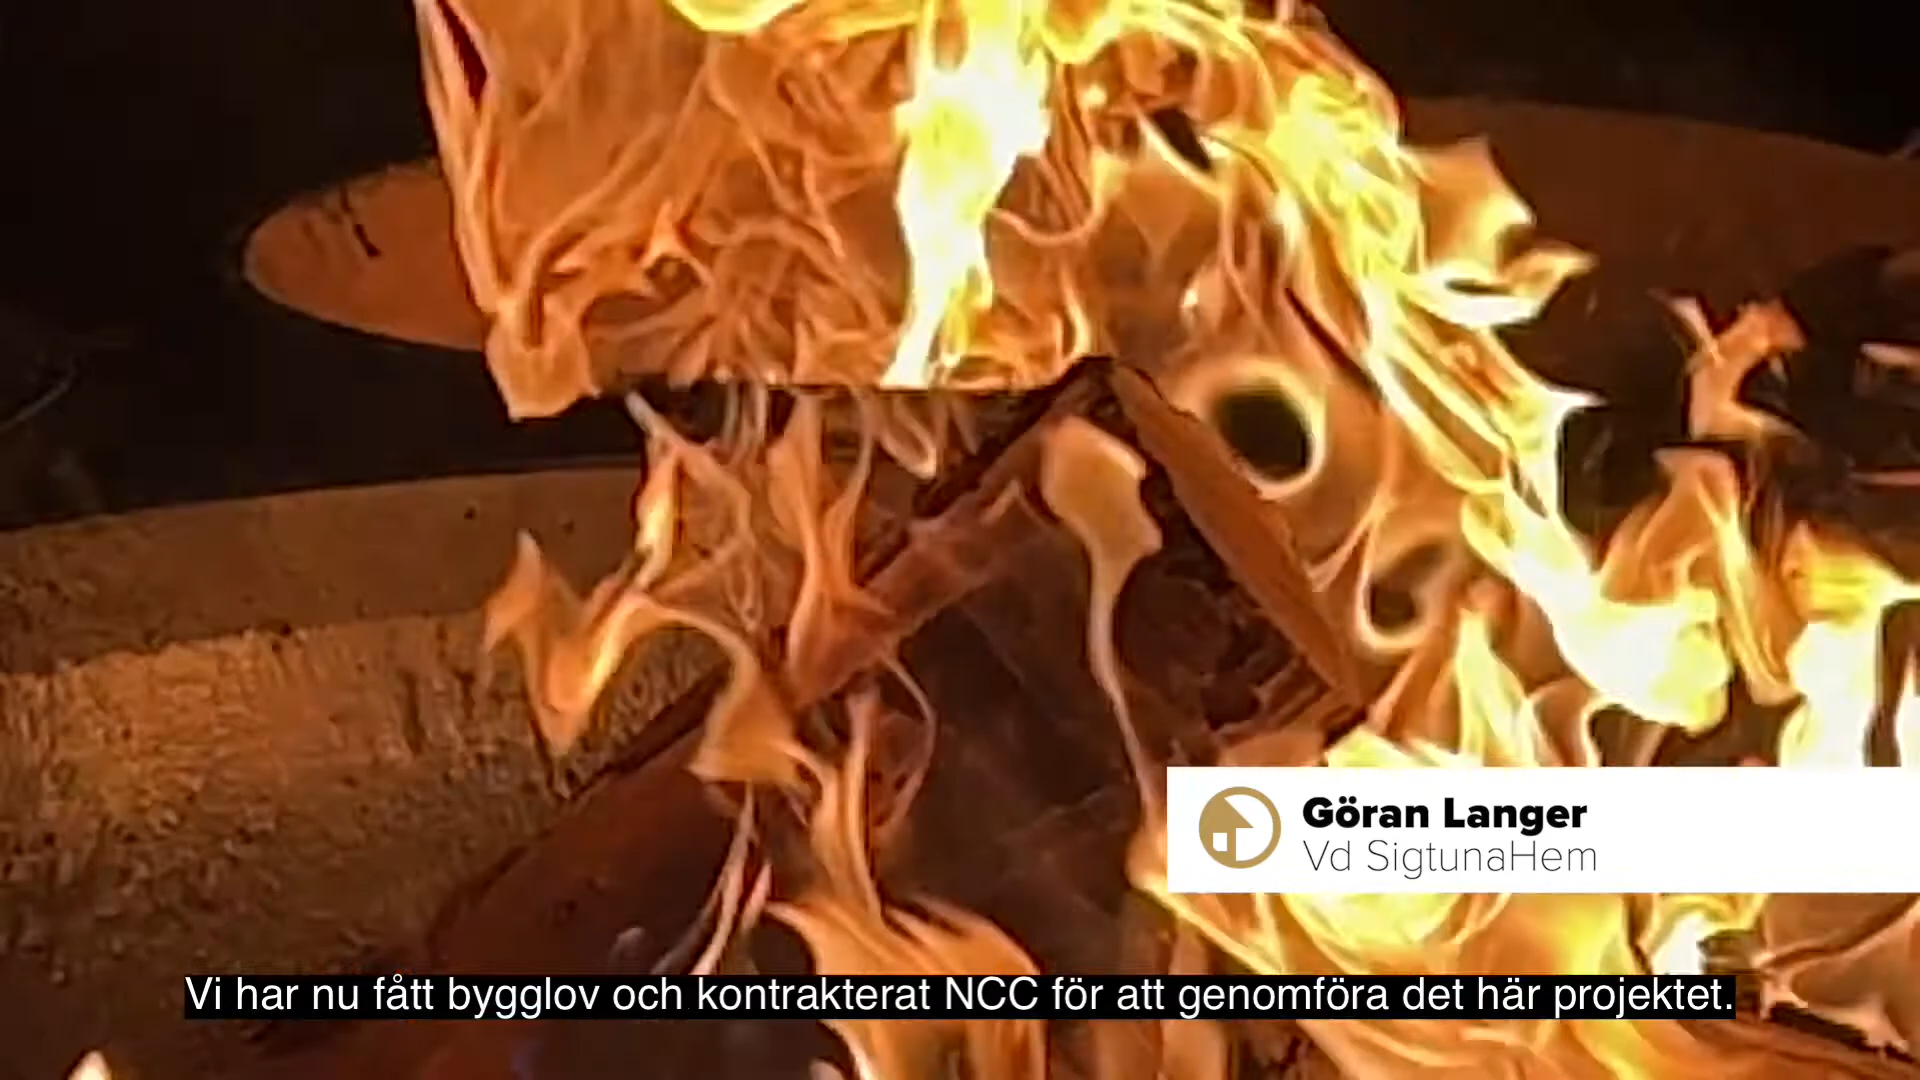 Göran Langer
Vd SigtunaHem
Vi har nu fått bygglov och kontrakterat NCC för att genomföra det här projektet.